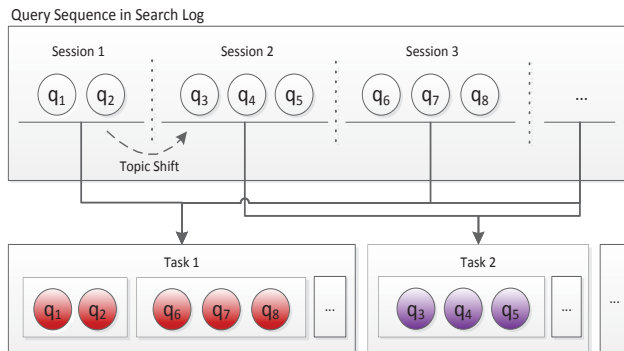 Query Sequence in Search Log
Session 1 Session 2 Session 3
q1 q2 q3 q4 q5 q6 q7 q8 ...
Topic Shift
Task 1 Task 2
q1 q2 q6 q7 q8 ... q3 q4 q5 ... ...